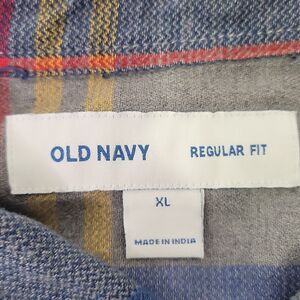 OLD NAVY REGULAR FIT
XL
MADE IN INDIA